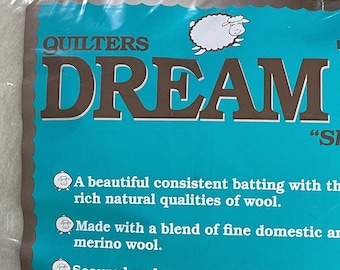 QUILTERS
DREAM
"S
A beautiful consistent batting with th
rich natural qualities of wool.
Made with a blend of fine domestic an
merino wool.